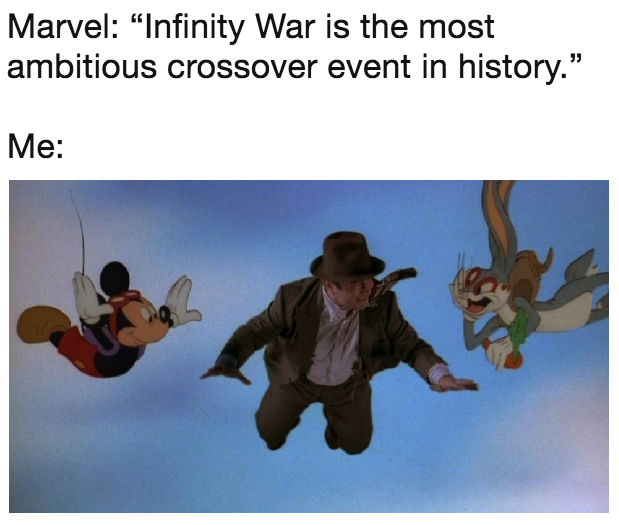 Marvel: “Infinity War is the most
ambitious crossover event in history.”
Me: